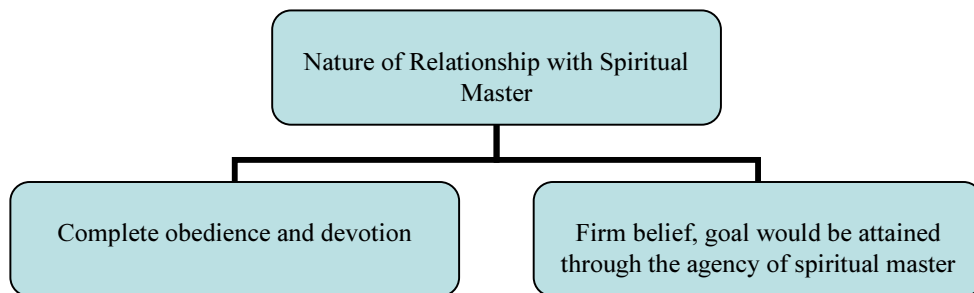 Nature of Relationship with Spiritual
Master
Complete obedience and devotion
Firm belief, goal would be attained
through the agency of spiritual master